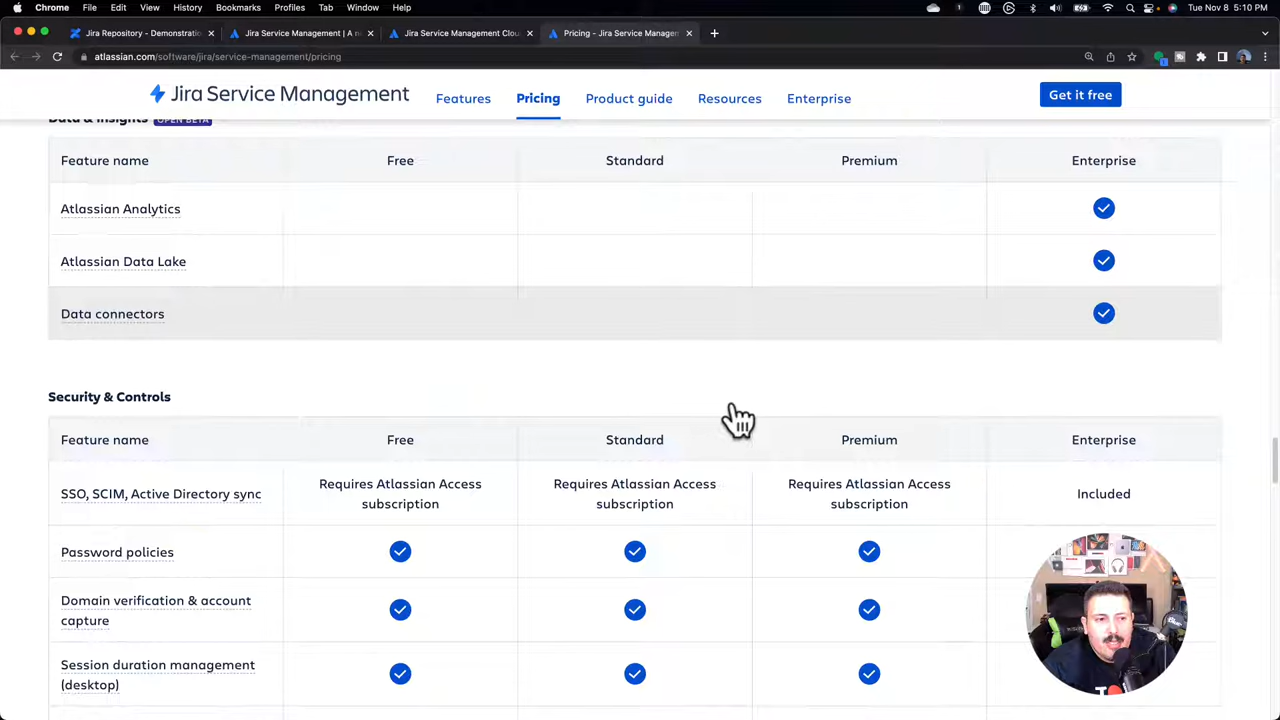 Chrome File Edit View History Bookmarks Profiles Tab Window Help
Tue Nov 8 5:10 PM
Jira Repository - Demonstratio
Jira Service Management | A n
Jira Service Management Clou
Pricing - Jira Service Managem
atlassian.com/software/jira/service-management/pricing
Jira Service Management
Features Pricing Product guide Resources Enterprise
Get it free
Data & Insights OPEN BETA
Feature name Free Standard Premium Enterprise
Atlassian Analytics
Atlassian Data Lake
Data connectors
Security & Controls
Feature name Free Standard Premium Enterprise
SSO, SCIM, Active Directory sync
Requires Atlassian Access
subscription
Requires Atlassian Access
subscription
Requires Atlassian Access
subscription
Included
Password policies
Domain verification & account
capture
Session duration management
(desktop)